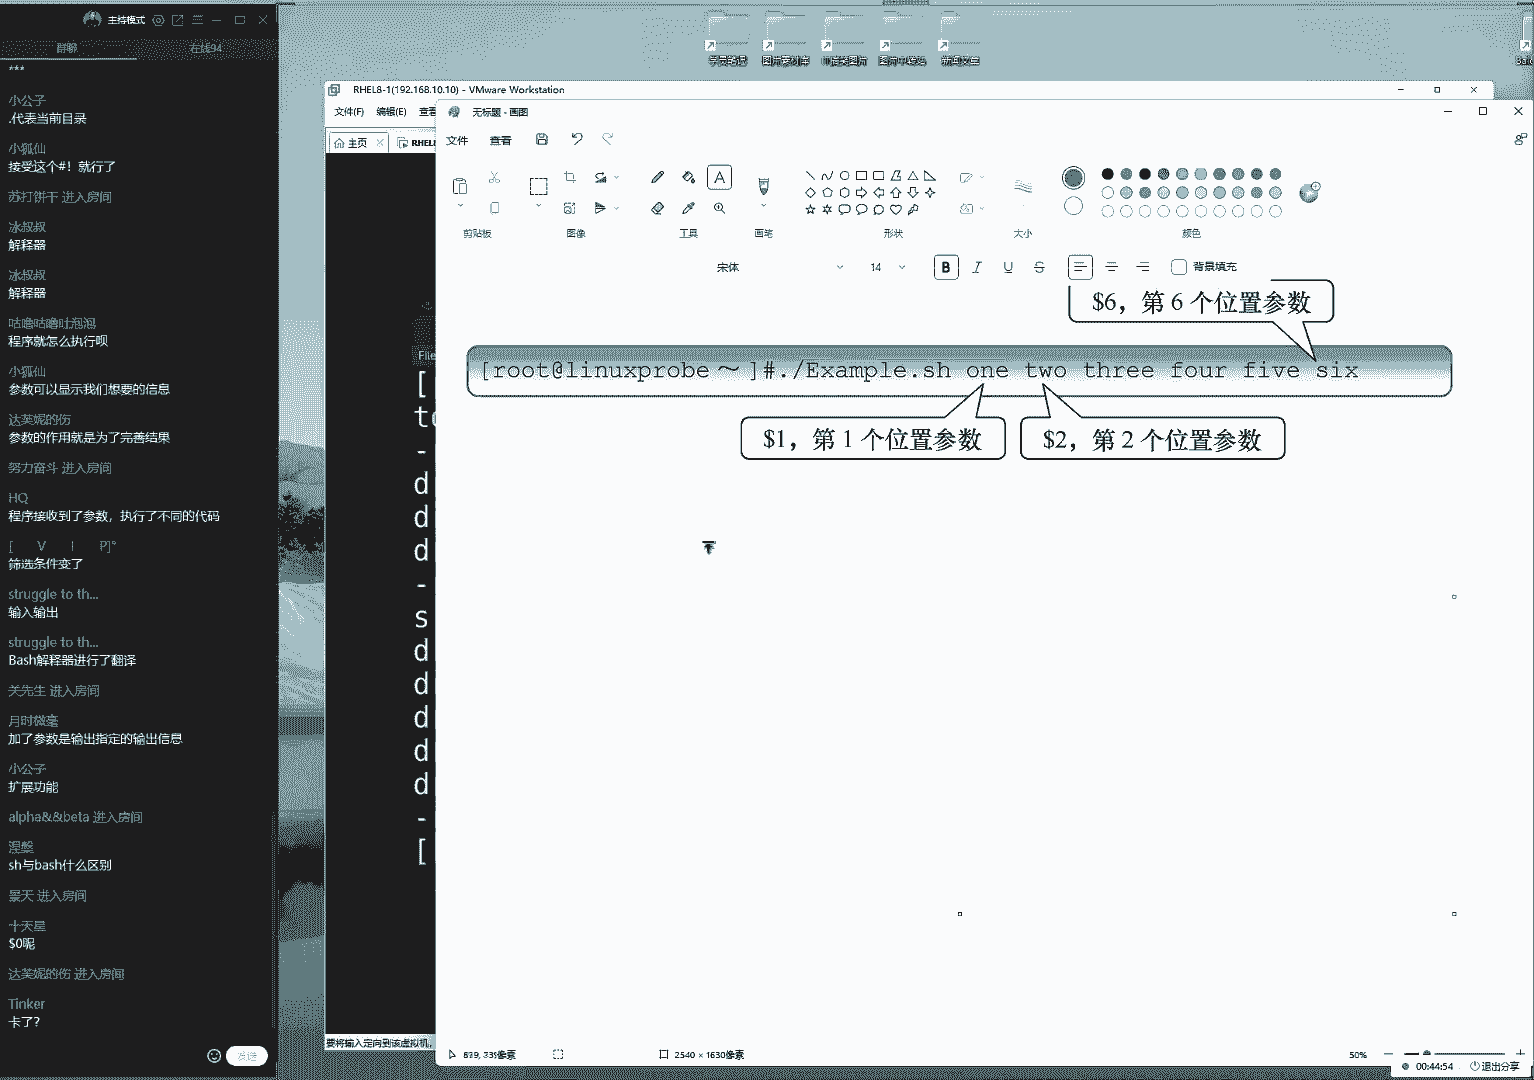 主持模式
群聊
在线94
***
小公子
.代表当前目录
小狐仙
接受这个#！就行了
苏打饼干 进入房间
冰叔叔
解释器
冰叔叔
解释器
咕噜咕噜吐泡泡
程序就怎么执行呗
小狐仙
参数可以显示我们想要的信息
达芙妮的伤
参数的作用就是为了完善结果
努力奋斗 进入房间
HQ
程序接收到了参数，执行了不同的代码
[ V I P]°
筛选条件变了
struggle to th...
输入输出
struggle to th...
Bash解释器进行了翻译
关先生 进入房间
月时微毫
加了参数是输出指定的输出信息
小公子
扩展功能
alpha&&beta 进入房间
涅槃
sh与bash什么区别
景天 进入房间
十天星
$0呢
达芙妮的伤 进入房间
Tinker
卡了?
发送
RHEL8-1(192.168.10.10) - VMware Workstation
文件(F) 编辑(E) 查看
主页
RHEL8
File
[
to
-
d
d
d
-
s
d
d
d
d
d
-
[
要将输入定向到该虚拟机，
无标题 - 画图
文件 查看
剪贴板 图像 工具 画笔 形状 大小 颜色
宋体 14 B I U S 背景填充
$6，第 6 个位置参数
[root@linuxprobe ～ ]#./Example.sh one two three four five six
$1，第 1 个位置参数
$2，第 2 个位置参数
2540 × 1630像素
50%
00:44:54
退出分享